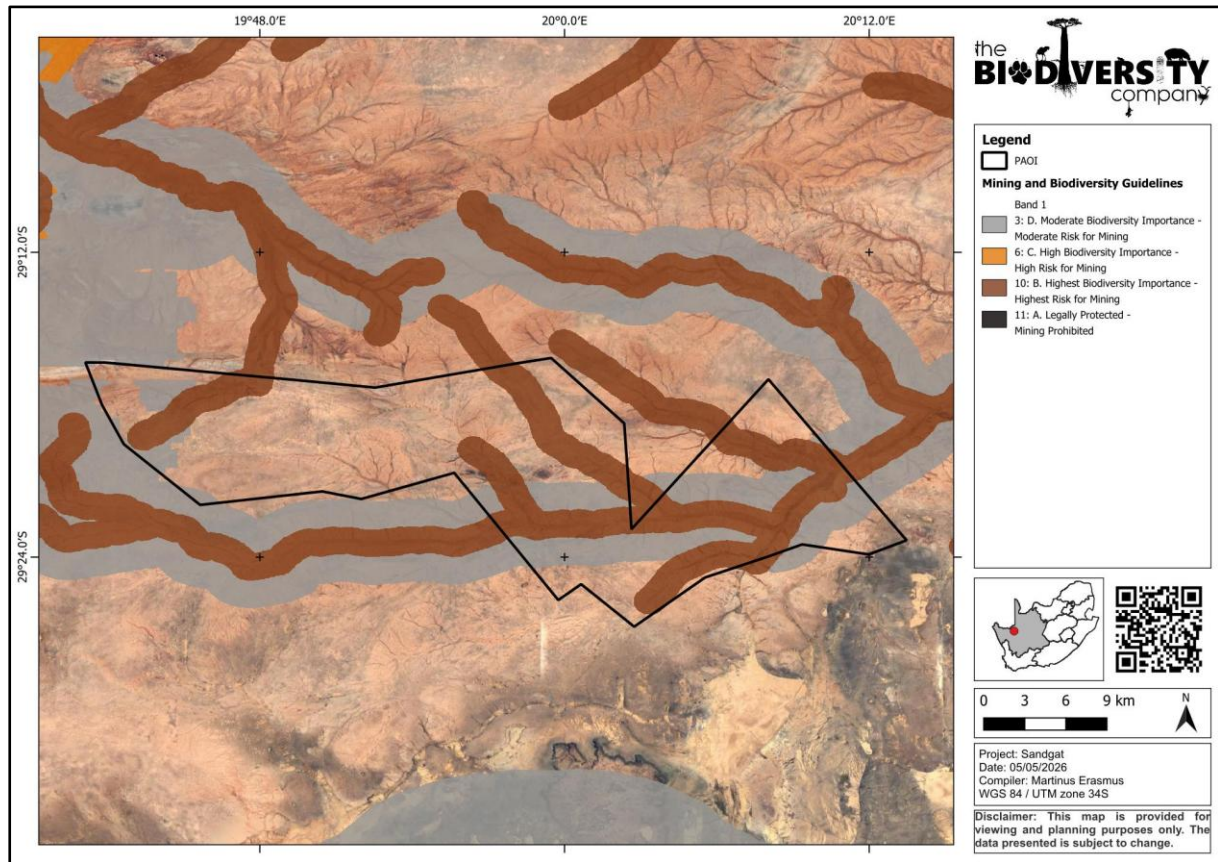 19°48.0'E 20°0.0'E 20°12.0'E
29°12.0'S
29°24.0'S
the
BIODIVERSITY
company
Legend
PAOI
Mining and Biodiversity Guidelines
Band 1
3: D. Moderate Biodiversity Importance -
Moderate Risk for Mining
6: C. High Biodiversity Importance -
High Risk for Mining
10: B. Highest Biodiversity Importance -
Highest Risk for Mining
11: A. Legally Protected -
Mining Prohibited
0 3 6 9 km
N
Project: Sandgat
Date: 05/05/2026
Compiler: Martinus Erasmus
WGS 84 / UTM zone 34S
Disclaimer: This map is provided for
viewing and planning purposes only. The
data presented is subject to change.